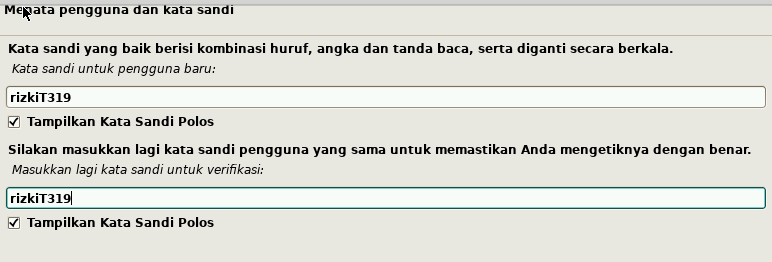 Menata pengguna dan kata sandi
Kata sandi yang baik berisi kombinasi huruf, angka dan tanda baca, serta diganti secara berkala.
Kata sandi untuk pengguna baru:
rizkiT319
Tampilkan Kata Sandi Polos
Silakan masukkan lagi kata sandi pengguna yang sama untuk memastikan Anda mengetiknya dengan benar.
Masukkan lagi kata sandi untuk verifikasi:
rizkiT319
Tampilkan Kata Sandi Polos